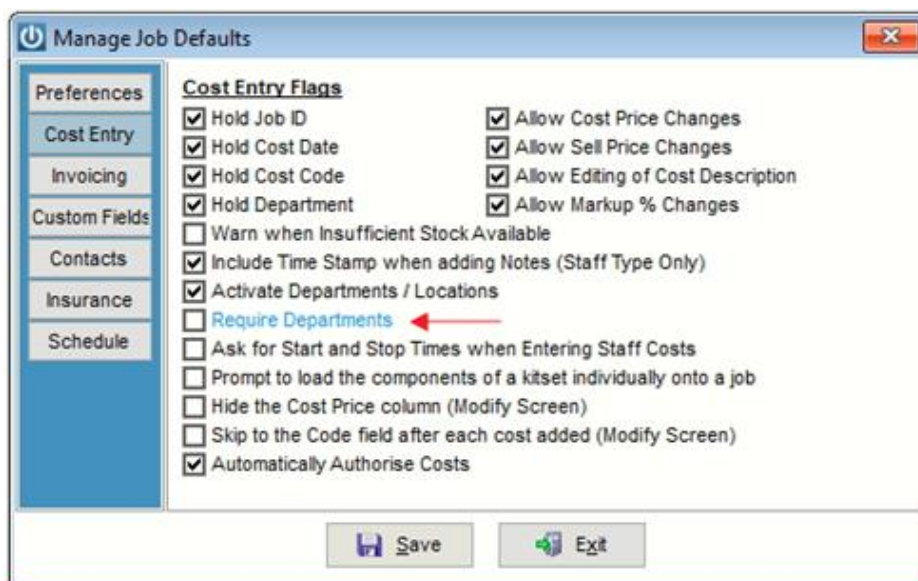 Manage Job Defaults
Preferences
Cost Entry
Invoicing
Custom Fields
Contacts
Insurance
Schedule
Cost Entry Flags
Hold Job ID
Allow Cost Price Changes
Hold Cost Date
Allow Sell Price Changes
Hold Cost Code
Allow Editing of Cost Description
Hold Department
Allow Markup % Changes
Warn when Insufficient Stock Available
Include Time Stamp when adding Notes (Staff Type Only)
Activate Departments / Locations
Require Departments
Ask for Start and Stop Times when Entering Staff Costs
Prompt to load the components of a kitset individually onto a job
Hide the Cost Price column (Modify Screen)
Skip to the Code field after each cost added (Modify Screen)
Automatically Authorise Costs
Save
Exit